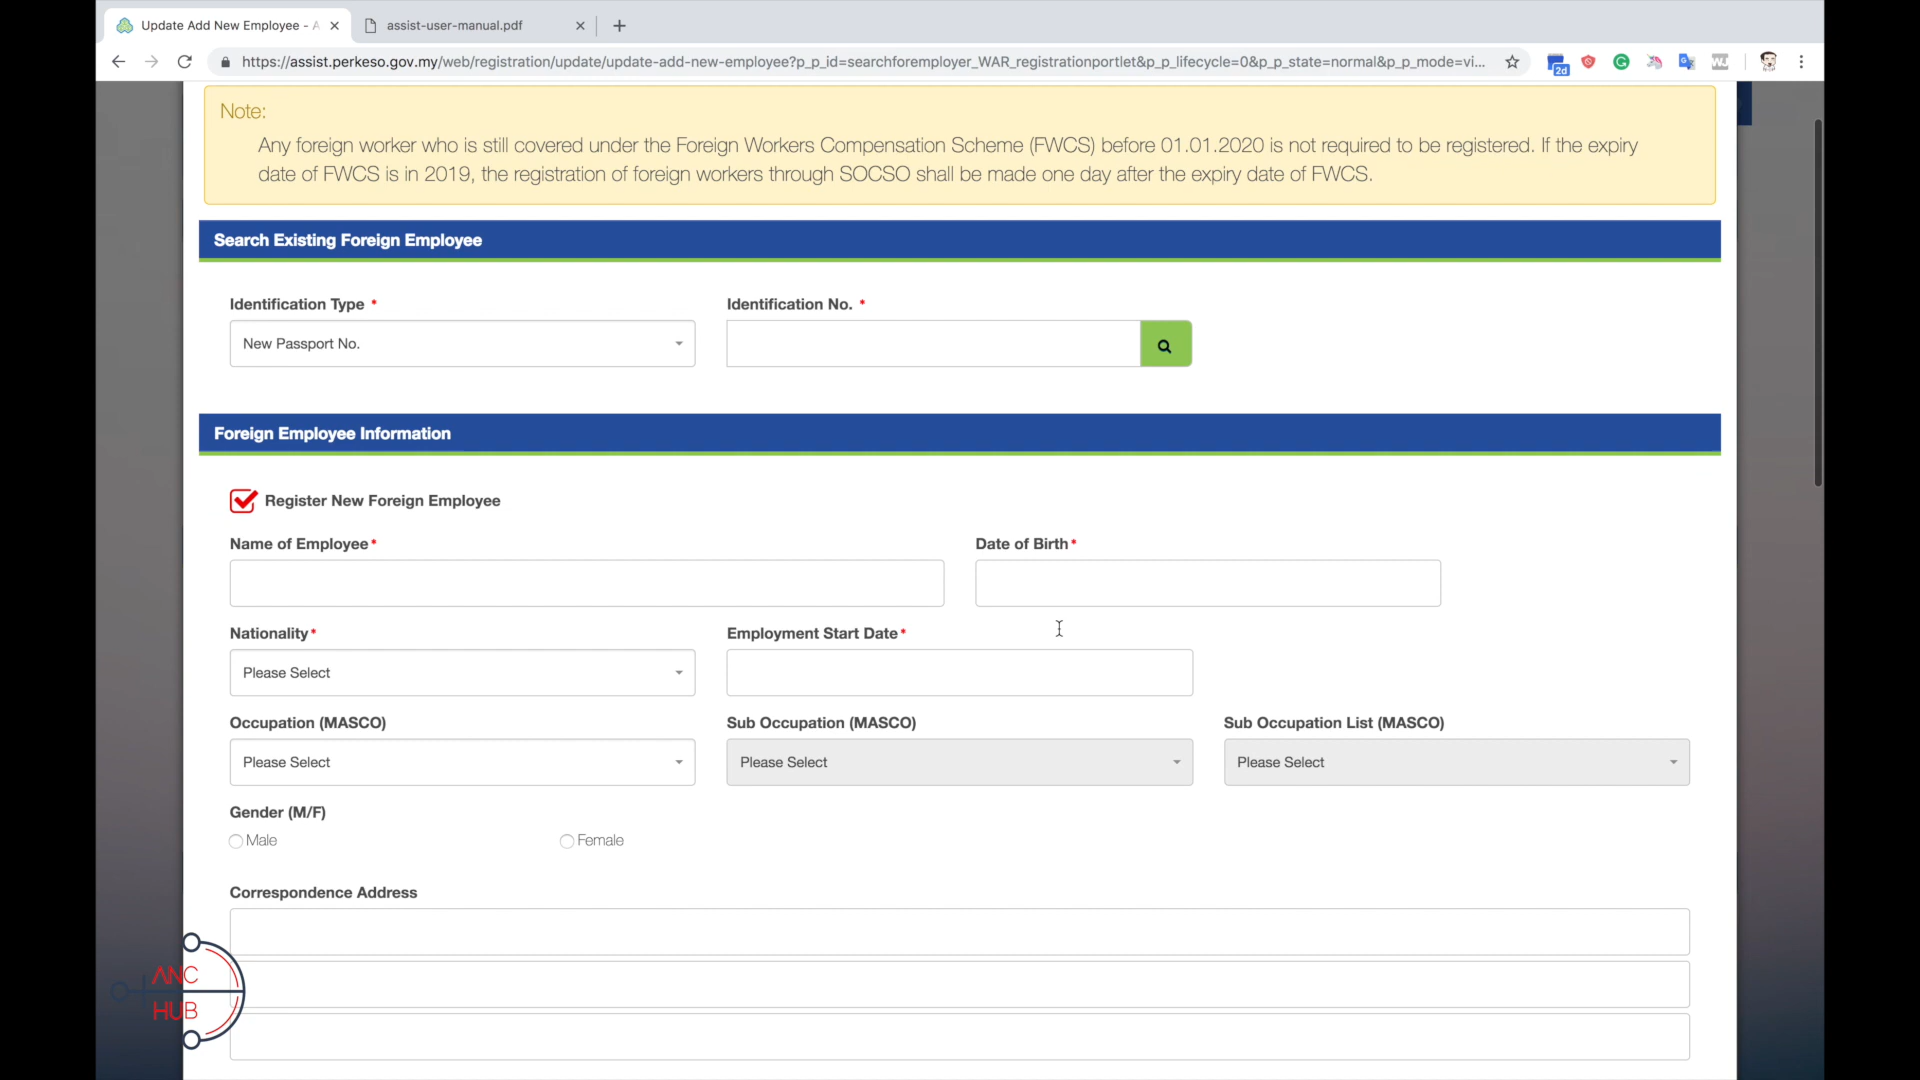 Update Add New Employee - A
assist-user-manual.pdf
https://assist.perkeso.gov.my/web/registration/update/update-add-new-employee?p_p_id=searchforemployer_WAR_registrationportlet&p_p_lifecycle=0&p_p_state=normal&p_p_mode=vi...
2d
Note:
Any foreign worker who is still covered under the Foreign Workers Compensation Scheme (FWCS) before 01.01.2020 is not required to be registered. If the expiry
date of FWCS is in 2019, the registration of foreign workers through SOCSO shall be made one day after the expiry date of FWCS.
Search Existing Foreign Employee
Identification Type *
Identification No. *
New Passport No.
Foreign Employee Information
Register New Foreign Employee
Name of Employee*
Date of Birth*
Nationality*
Employment Start Date*
Please Select
Occupation (MASCO)
Sub Occupation (MASCO)
Sub Occupation List (MASCO)
Please Select
Please Select
Please Select
Gender (M/F)
Male
Female
Correspondence Address
ANC
HUB